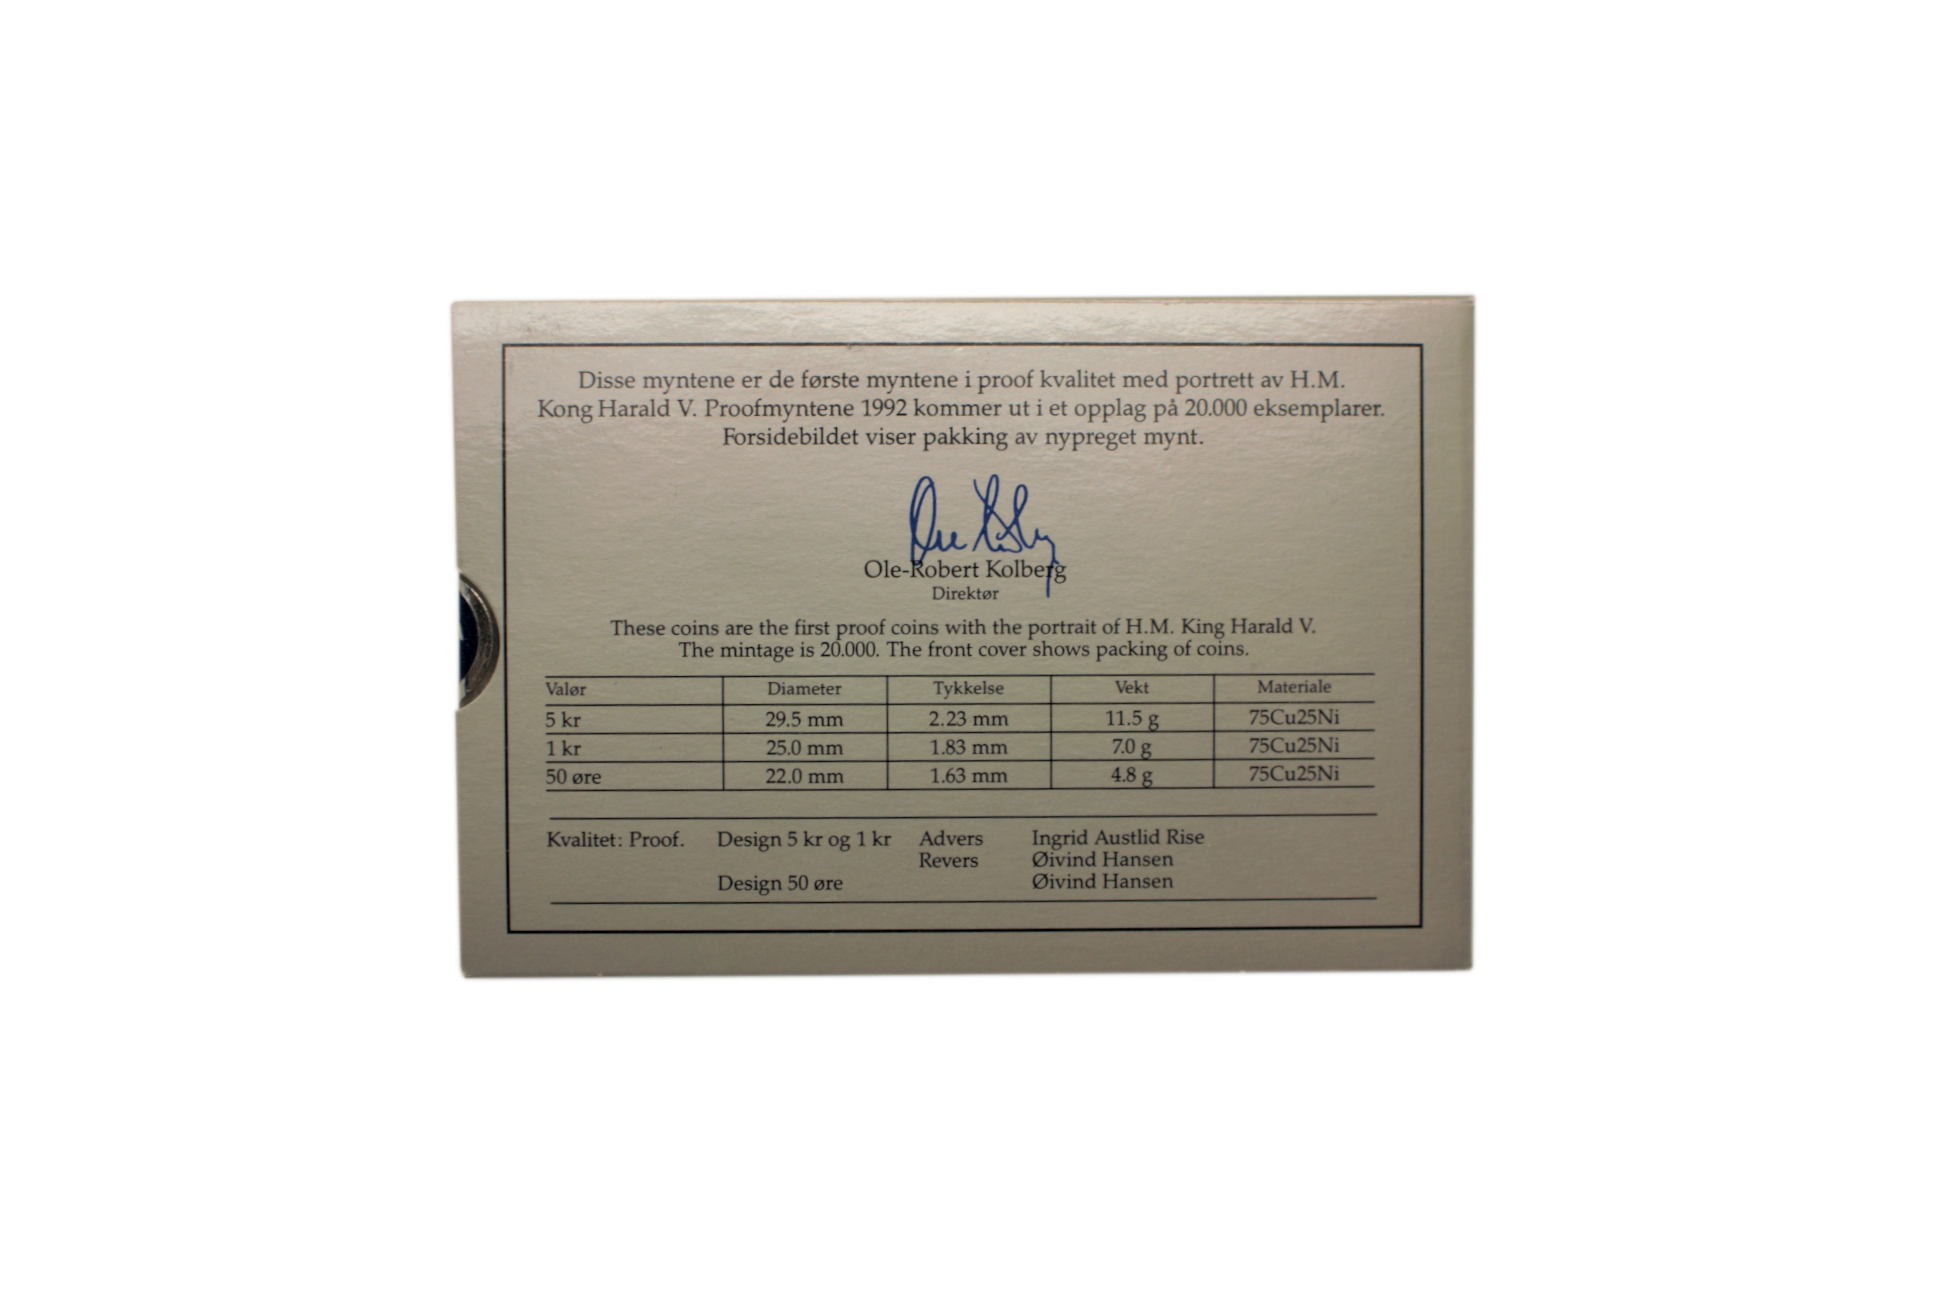 Disse myntene er de første myntene i proof kvalitet med portrett av H.M.
Kong Harald V. Proofmyntene 1992 kommer ut i et opplag på 20.000 eksemplarer.
Forsidebildet viser pakking av nypreget mynt.
Ole-Robert Kolberg
Direktør
These coins are the first proof coins with the portrait of H.M. King Harald V.
The mintage is 20.000. The front cover shows packing of coins.
Valør Diameter Tykkelse Vekt Materiale
5 kr 29.5 mm 2.23 mm 11.5 g 75Cu25Ni
1 kr 25.0 mm 1.83 mm 7.0 g 75Cu25Ni
50 øre 22.0 mm 1.63 mm 4.8 g 75Cu25Ni
Kvalitet: Proof. Design 5 kr og 1 kr Advers Ingrid Austlid Rise
Revers Øivind Hansen
Design 50 øre Øivind Hansen